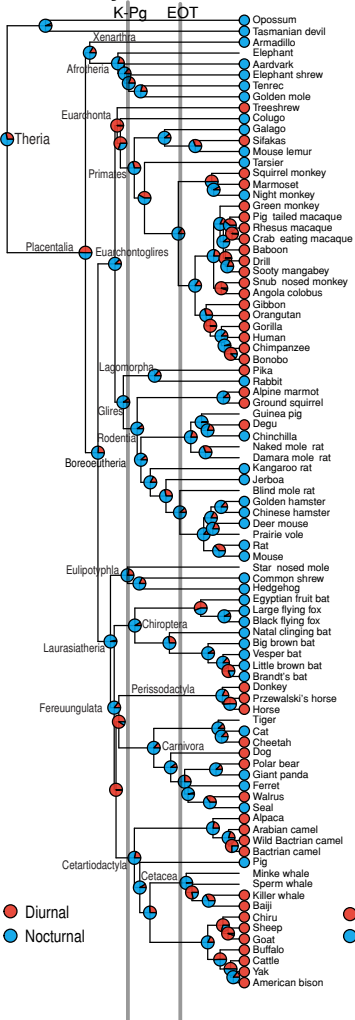 K-Pg EOT
Opossum
Tasmanian devil
Xenarthra
Armadillo
Elephant
Afrotheria
Aardvark
Elephant shrew
Tenrec
Golden mole
Treeshrew
Euarchonta
Colugo
Galago
Sifakas
Theria
Mouse lemur
Tarsier
Primates
Squirrel monkey
Marmoset
Night monkey
Green monkey
Pig tailed macaque
Rhesus macaque
Crab eating macaque
Placentalia
Euarchontoglires
Baboon
Drill
Sooty mangabey
Snub nosed monkey
Angola colobus
Gibbon
Orangutan
Gorilla
Human
Chimpanzee
Bonobo
Lagomorpha
Pika
Rabbit
Alpine marmot
Ground squirrel
Glires
Guinea pig
Degu
Rodentia
Chinchilla
Naked mole rat
Damara mole rat
Boreoeutheria
Kangaroo rat
Jerboa
Blind mole rat
Golden hamster
Chinese hamster
Deer mouse
Prairie vole
Rat
Mouse
Eulipotyphla
Star nosed mole
Common shrew
Hedgehog
Egyptian fruit bat
Large flying fox
Black flying fox
Chiroptera
Natal clinging bat
Laurasiatheria
Big brown bat
Vesper bat
Little brown bat
Brandt's bat
Perissodactyla
Donkey
Przewalski's horse
Fereuungulata
Horse
Tiger
Cat
Carnivora
Cheetah
Dog
Polar bear
Giant panda
Ferret
Walrus
Seal
Alpaca
Arabian camel
Wild Bactrian camel
Bactrian camel
Cetartiodactyla
Pig
Cetacea
Minke whale
Sperm whale
Killer whale
Baiji
Diurnal
Chiru
Sheep
Nocturnal
Goat
Buffalo
Cattle
Yak
American bison